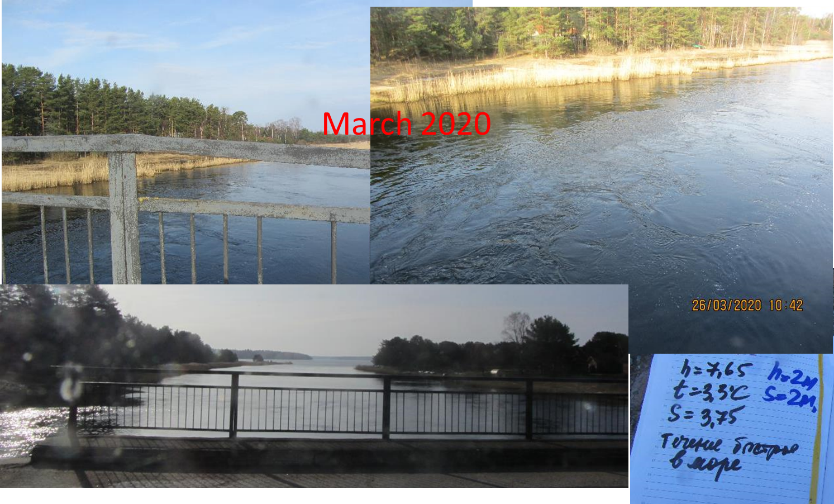 March 2020
26/03/2020 10:42
h=7,65
t=3,3°C
S=3,75
h=2м
S=2м,
Течение быстрое
в море